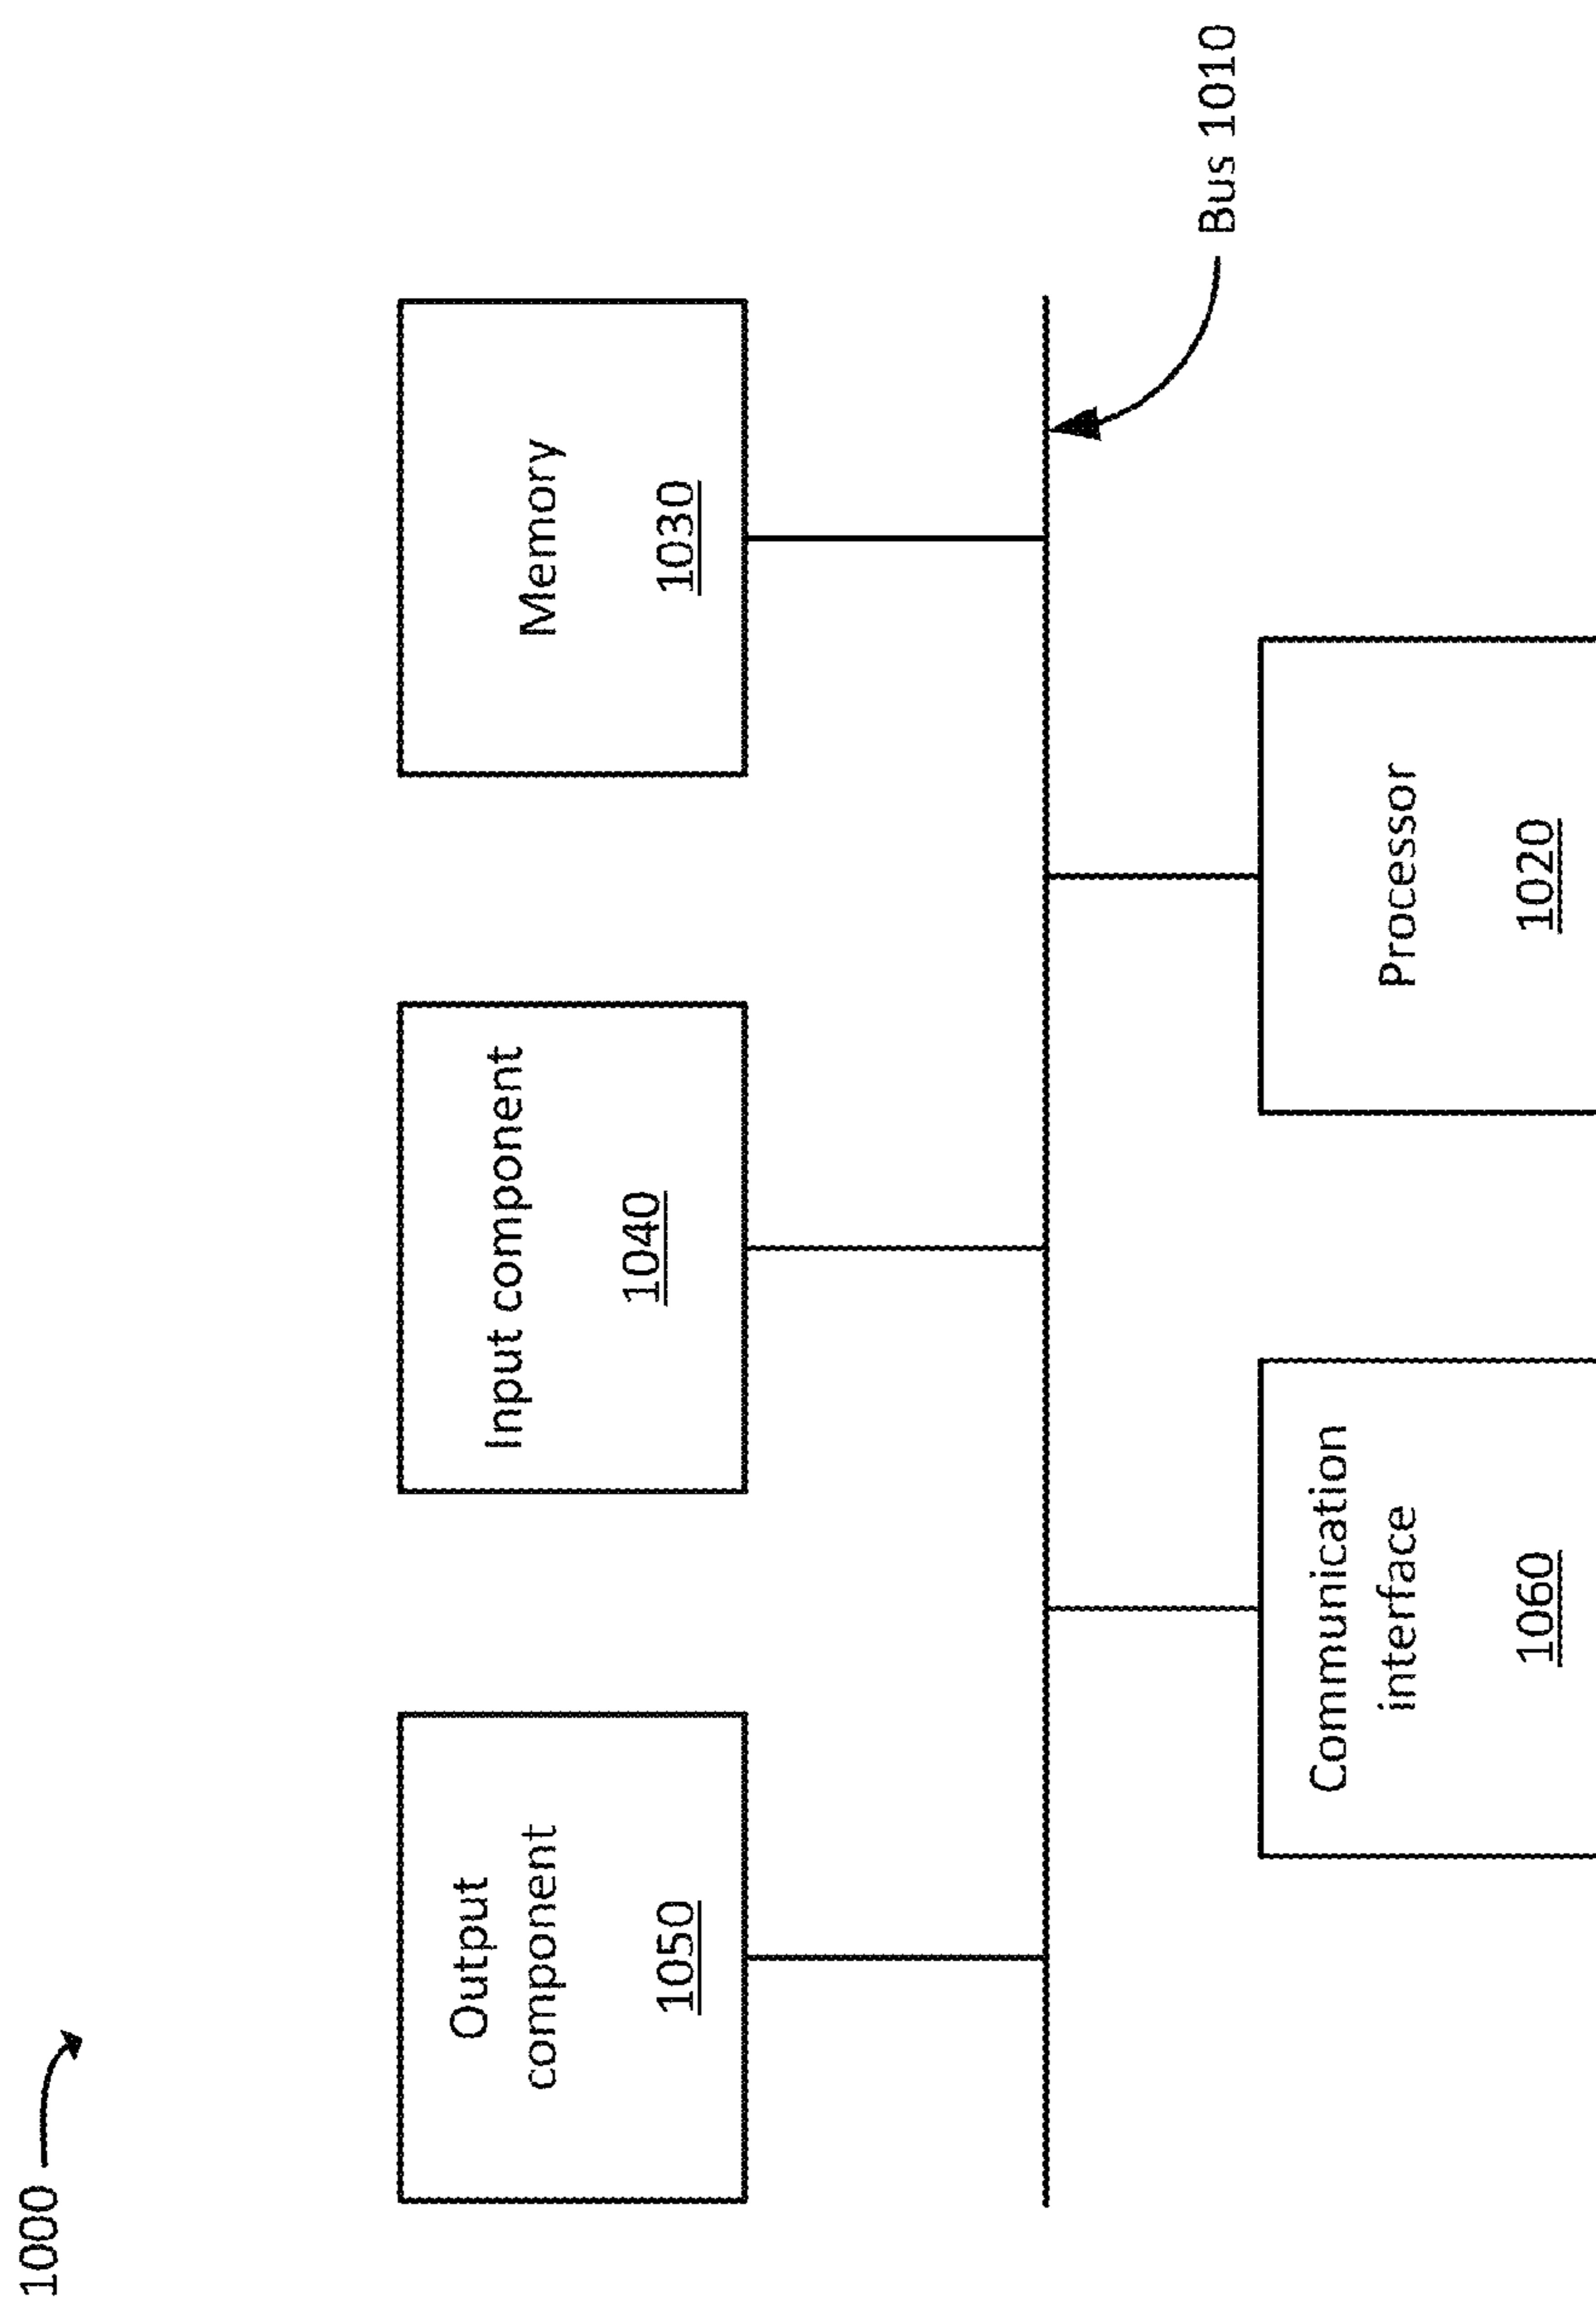 1000
Output
component
1050
Input component
1040
Memory
1030
Bus 1010
Communication
interface
1060
Processor
1020